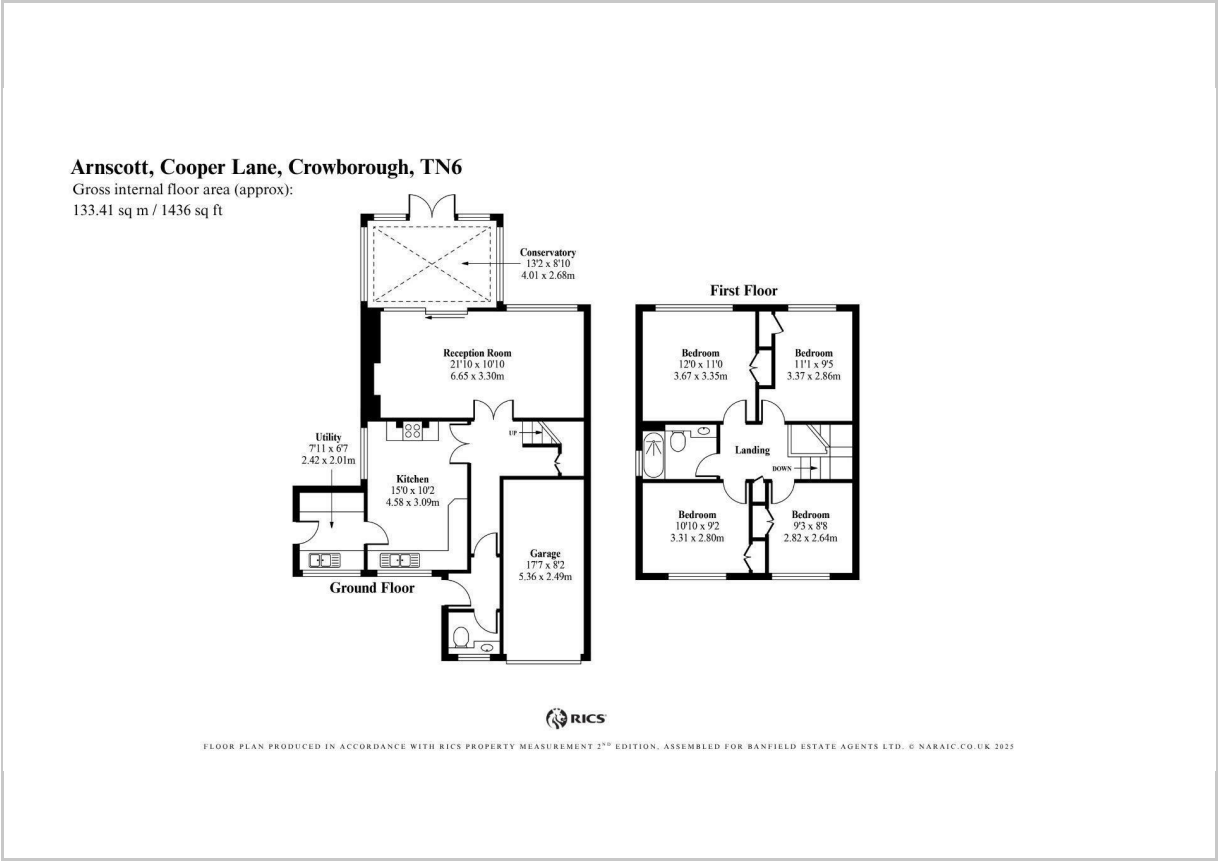 Arnscott, Cooper Lane, Crowborough, TN6
Gross internal floor area (approx):
133.41 sq m / 1436 sq ft
Conservatory
13'2 x 8'10
4.01 x 2.68m
First Floor
Reception Room
21'10 x 10'10
6.65 x 3.30m
Bedroom
12'0 x 11'0
3.67 x 3.35m
Bedroom
11'1 x 9'5
3.37 x 2.86m
UP
Utility
7'11 x 6'7
2.42 x 2.01m
Kitchen
15'0 x 10'2
4.58 x 3.09m
Landing
DOWN
Bedroom
10'10 x 9'2
3.31 x 2.80m
Bedroom
9'3 x 8'8
2.82 x 2.64m
Garage
17'7 x 8'2
5.36 x 2.49m
Ground Floor
RICS
FLOOR PLAN PRODUCED IN ACCORDANCE WITH RICS PROPERTY MEASUREMENT 2ND EDITION, ASSEMBLED FOR BANFIELD ESTATE AGENTS LTD. © NARAIC.CO.UK 2025